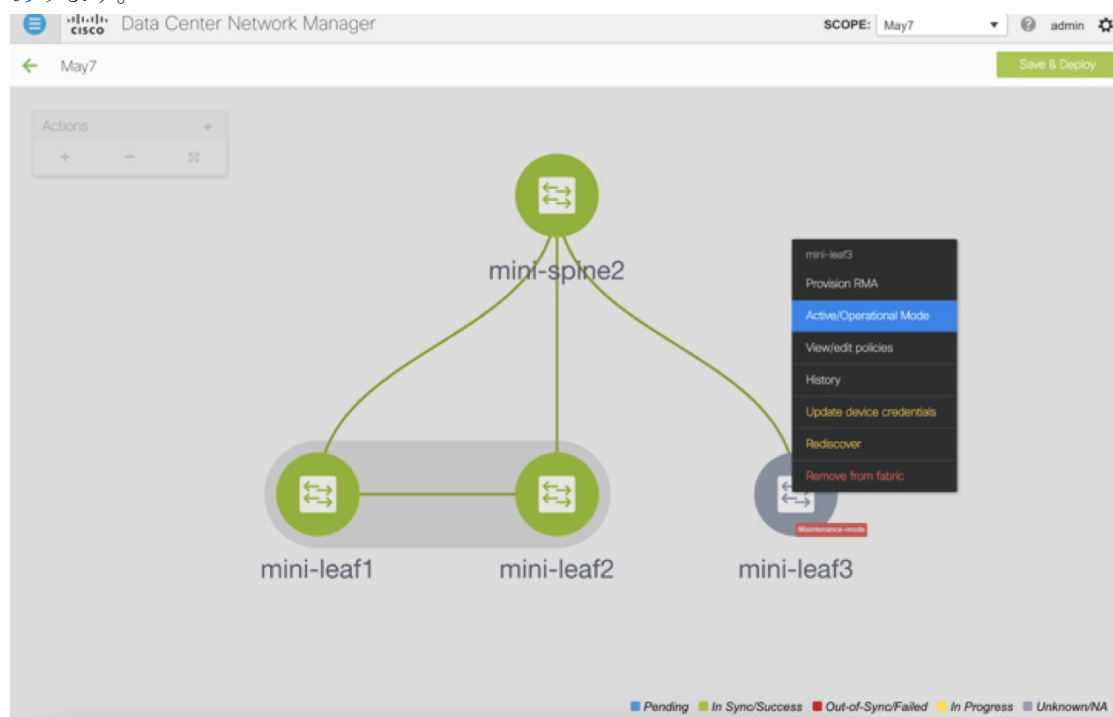 cisco Data Center Network Manager SCOPE: May7 admin
May7 Save & Deploy
Actions
mini-spine2
mini-leaf3
Provision RMA
Active/Operational Mode
View/edit policies
History
Update device credentials
Rediscover
Remove from fabric
Maintenance-mode
mini-leaf1 mini-leaf2 mini-leaf3
Pending In Sync/Success Out-of-Sync/Failed In Progress Unknown/NA